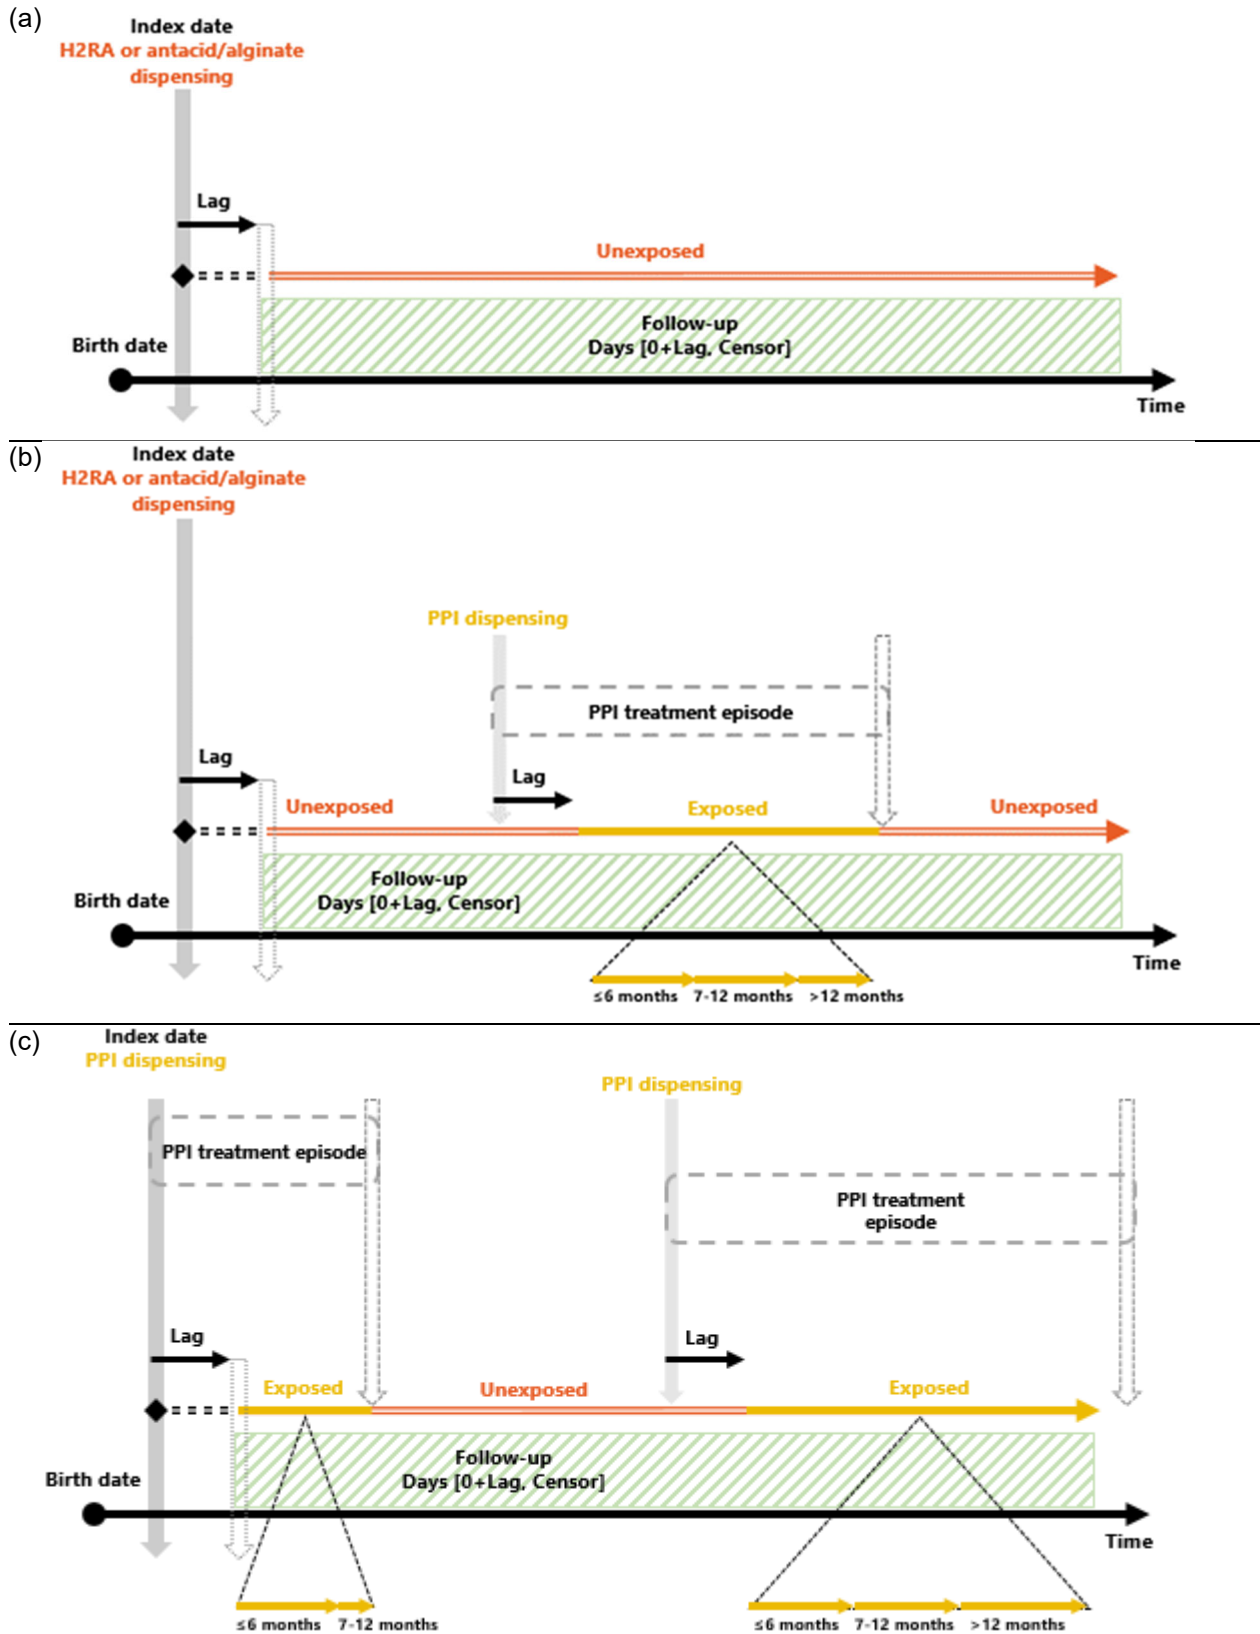 (a)
Index date
H2RA or antacid/alginate
dispensing
Lag
Unexposed
Follow-up
Days [0+Lag, Censor]
Birth date
Time
(b)
Index date
H2RA or antacid/alginate
dispensing
PPI dispensing
PPI treatment episode
Lag
Lag
Unexposed
Exposed
Unexposed
Follow-up
Days [0+Lag, Censor]
Birth date
Time
≤6 months
7-12 months
>12 months
(c)
Index date
PPI dispensing
PPI dispensing
PPI treatment episode
PPI treatment
episode
Lag
Lag
Exposed
Unexposed
Exposed
Follow-up
Days [0+Lag, Censor]
Birth date
Time
≤6 months
7-12 months
≤6 months
7-12 months
>12 months